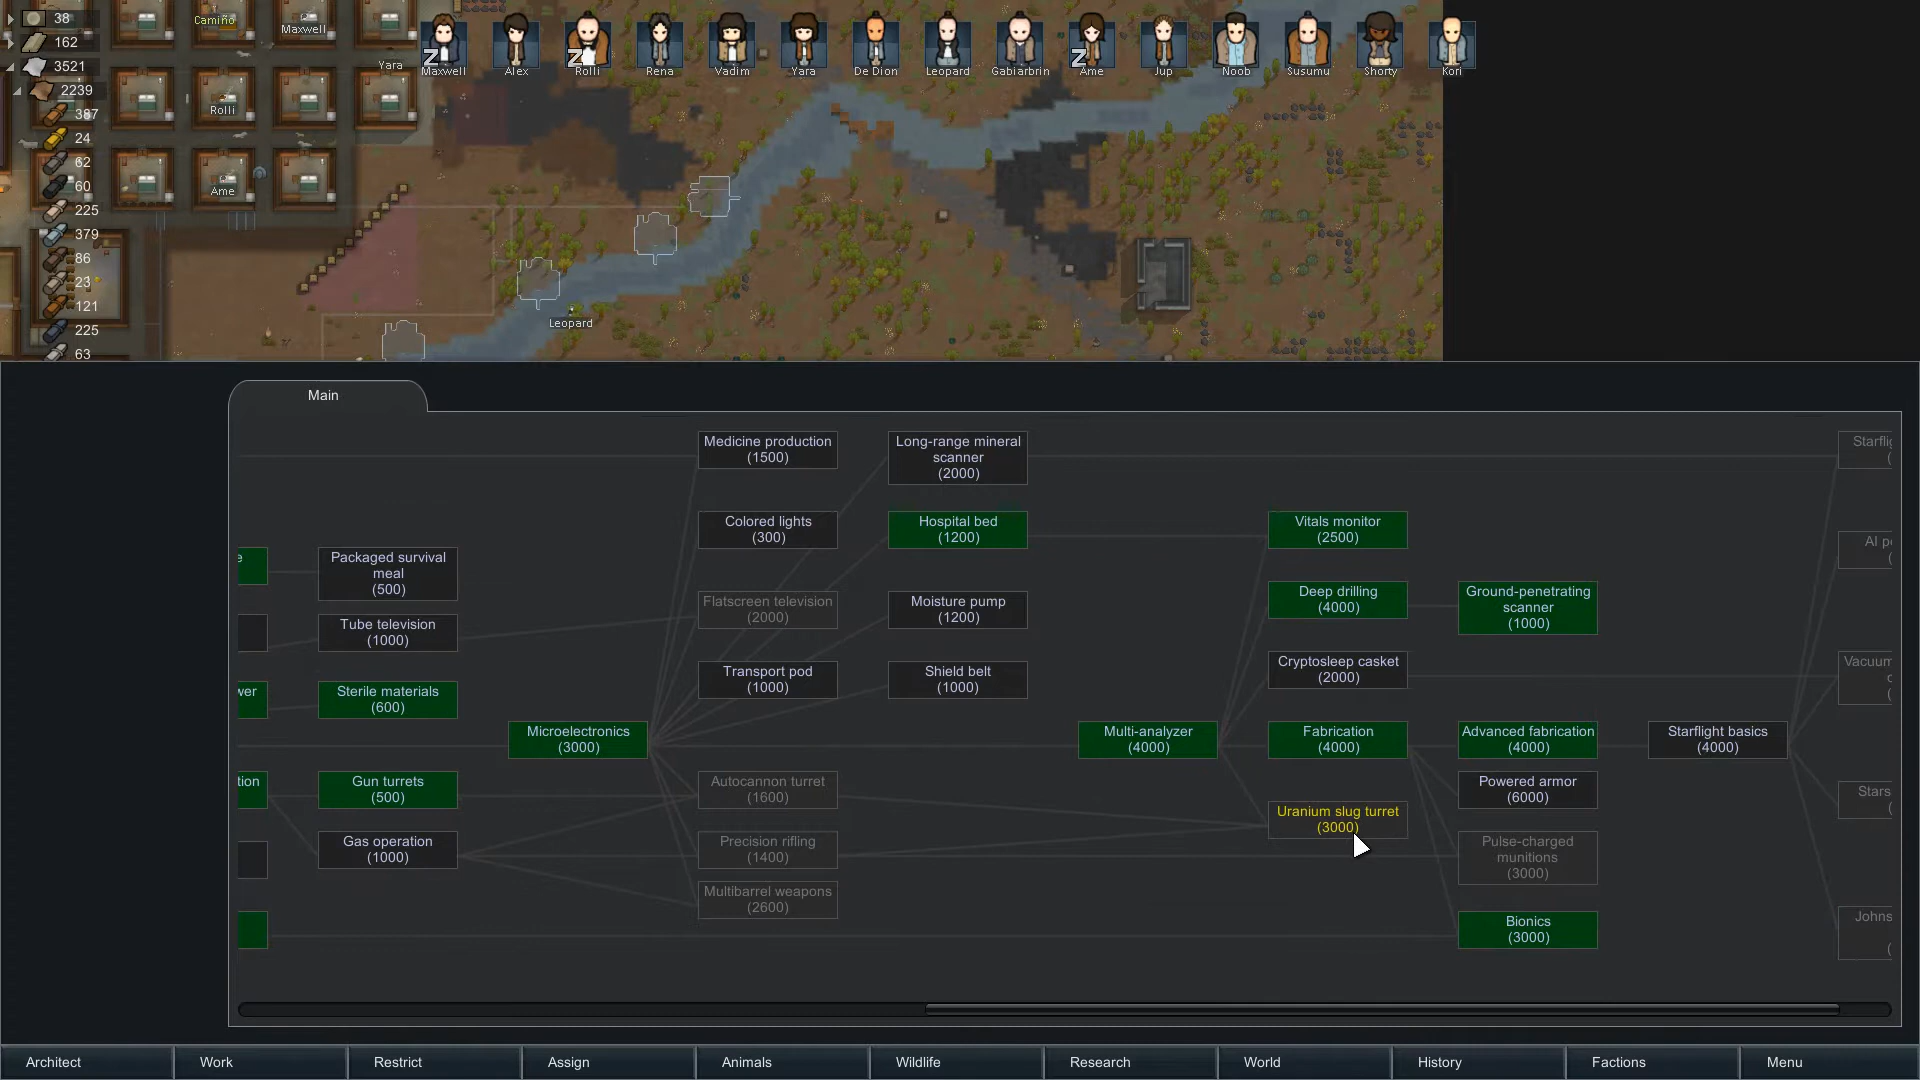 38
162
3521
2239
387
24
62
60
225
379
86
23
121
225
63
Camiño
Maxwell
Yara
Rolli
Ame
Leopard
Z
Z
Z
Maxwell
Alex
Rolli
Rena
Vadim
Yara
De Dion
Leopard
Gabiarbrin
Ame
Jup
Noob
Susumu
Shorty
Kori
Main
Medicine production
(1500)
Long-range mineral
scanner
(2000)
Starflig
(
Colored lights
(300)
Hospital bed
(1200)
Vitals monitor
(2500)
AI p
(
e
Packaged survival
meal
(500)
Flatscreen television
(2000)
Moisture pump
(1200)
Deep drilling
(4000)
Ground-penetrating
scanner
(1000)
Tube television
(1000)
Transport pod
(1000)
Shield belt
(1000)
Cryptosleep casket
(2000)
Vacuum
c
(
wer
Sterile materials
(600)
Microelectronics
(3000)
Multi-analyzer
(4000)
Fabrication
(4000)
Advanced fabrication
(4000)
Starflight basics
(4000)
tion
Gun turrets
(500)
Autocannon turret
(1600)
Powered armor
(6000)
Stars
(
Uranium slug turret
(3000)
Gas operation
(1000)
Precision rifling
(1400)
Pulse-charged
munitions
(3000)
Multibarrel weapons
(2600)
Bionics
(3000)
Johns
(
Architect
Work
Restrict
Assign
Animals
Wildlife
Research
World
History
Factions
Menu